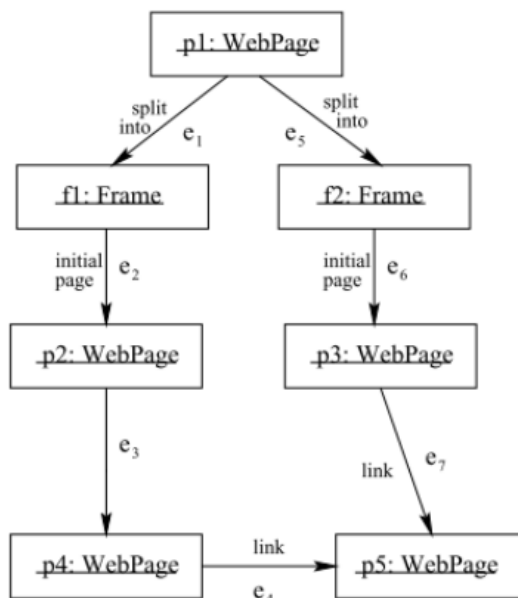 p1: WebPage
split
into
e1
e5
split
into
f1: Frame
f2: Frame
initial
page
e2
initial
page
e6
p2: WebPage
p3: WebPage
e3
link
e7
p4: WebPage
link
e4
p5: WebPage